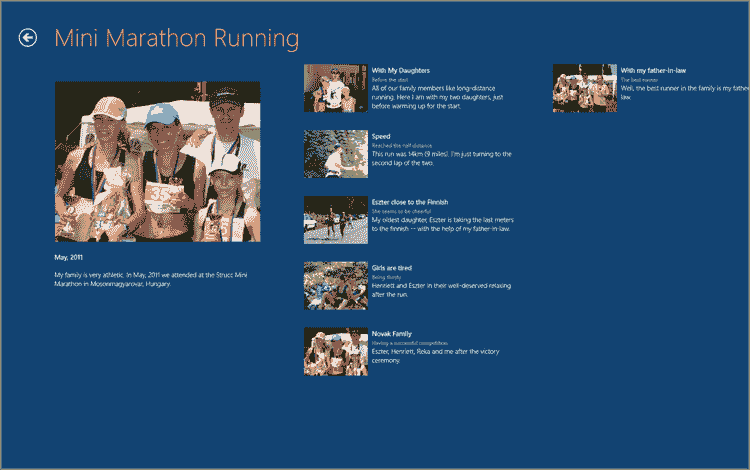 Mini Marathon Running
May, 2011
My family is very athletic. In May, 2011 we attended at the Strucc Mini
Marathon in Mosonmagyarovar, Hungary.
With My Daughters
Before the start
All of our family members like long-distance
running. Here I am with my two daughters, just
before warming up for the start.
Speed
Reached the half distance
This run was 14km (9 miles). I'm just turning to the
second lap of the two.
Eszter close to the Finnish
She seems to be cheerful
My oldest daughter, Eszter is taking the last meters
to the finnish -- with the help of my father-in-law.
Girls are tired
Being thirsty
Henriett and Eszter in their well-deserved relaxing
after the run.
Novak Family
Having a successful competition
Eszter, Henriett, Reka and me after the victory
ceremony.
With my father-in-law
The best runner
Well, the best runner in the family is my father
law.